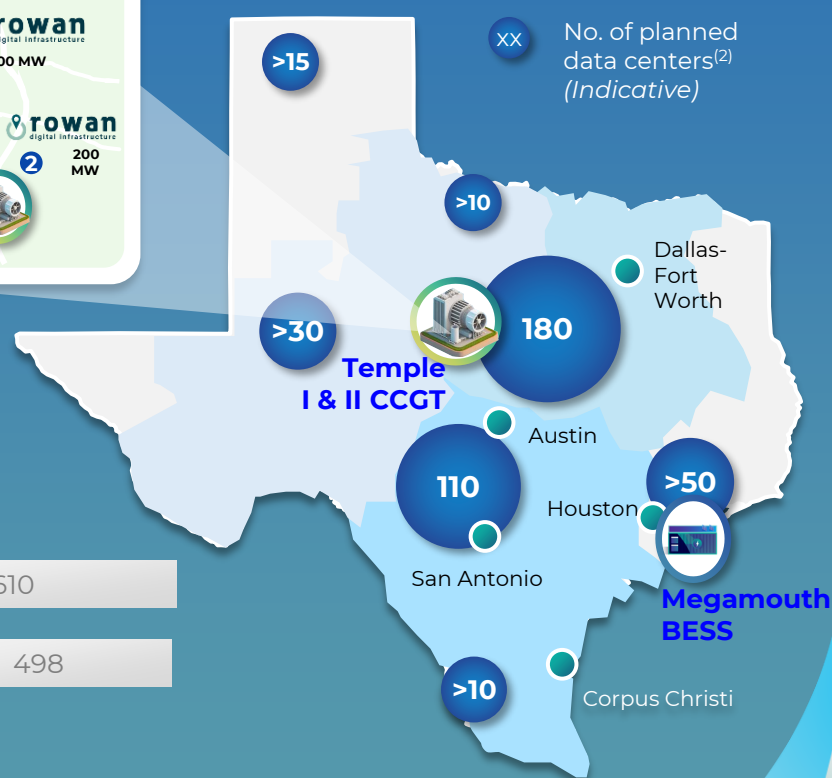 rowan
digital infrastructure
00 MW
rowan
digital infrastructure
2
200
MW
XX
No. of planned
data centers(2)
(Indicative)
>15
>10
Dallas-
Fort
Worth
>30
180
Temple
I & II CCGT
Austin
110
>50
Houston
San Antonio
Megamouth
BESS
>10
Corpus Christi
610
498